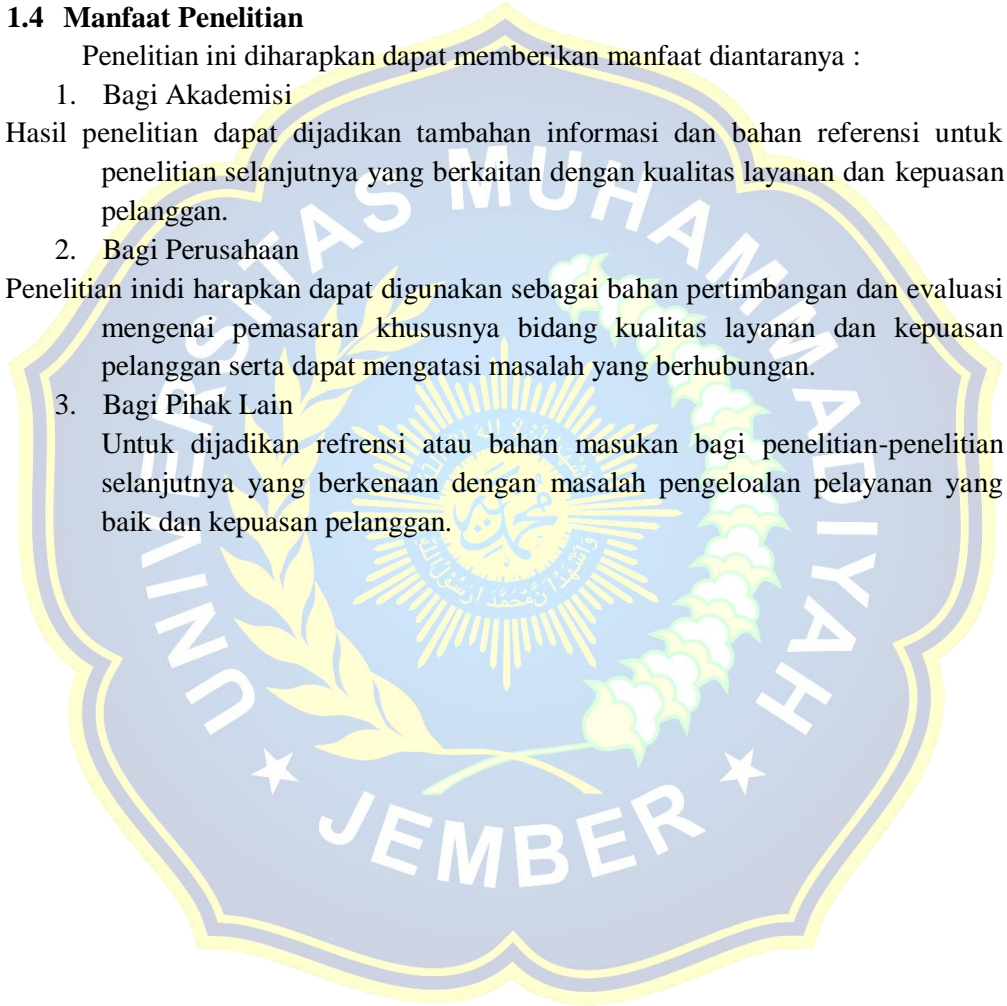 1.4 Manfaat Penelitian
Penelitian ini diharapkan dapat memberikan manfaat diantaranya :
1. Bagi Akademisi
Hasil penelitian dapat dijadikan tambahan informasi dan bahan referensi untuk
penelitian selanjutnya yang berkaitan dengan kualitas layanan dan kepuasan
pelanggan.
2. Bagi Perusahaan
Penelitian inidi harapkan dapat digunakan sebagai bahan pertimbangan dan evaluasi
mengenai pemasaran khususnya bidang kualitas layanan dan kepuasan
pelanggan serta dapat mengatasi masalah yang berhubungan.
3. Bagi Pihak Lain
Untuk dijadikan refrensi atau bahan masukan bagi penelitian-penelitian
selanjutnya yang berkenaan dengan masalah pengeloalan pelayanan yang
baik dan kepuasan pelanggan.
UNIVERSITAS MUHAMMADIYAH
JEMBER